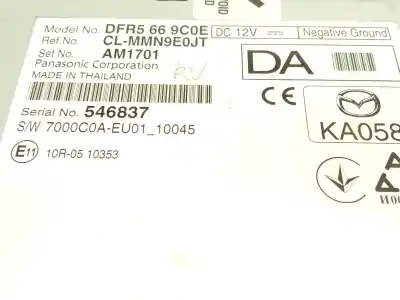 Model No. DFR5 66 9C0E
Ref.No. CL-MMN9E0JT
Set No. AM1701
Panasonic Corporation
MADE IN THAILAND
RV
Serial No. 546837
S/W 7000C0A-EU01_10045
E11 10R-05 10353
DC 12V
Negative Ground
DA
CE
KA058